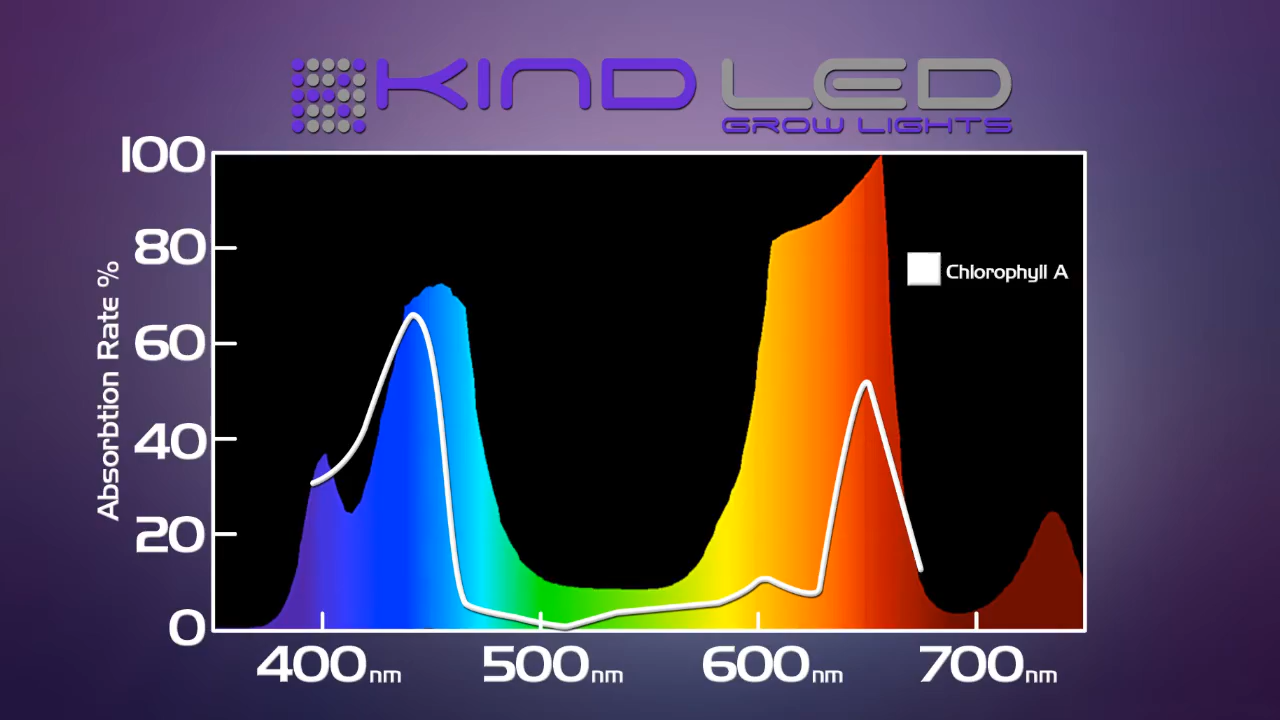 KIND LED
GROW LIGHTS
100
80
60
40
20
0
Absorbtion Rate %
Chlorophyll A
400nm 500nm 600nm 700nm